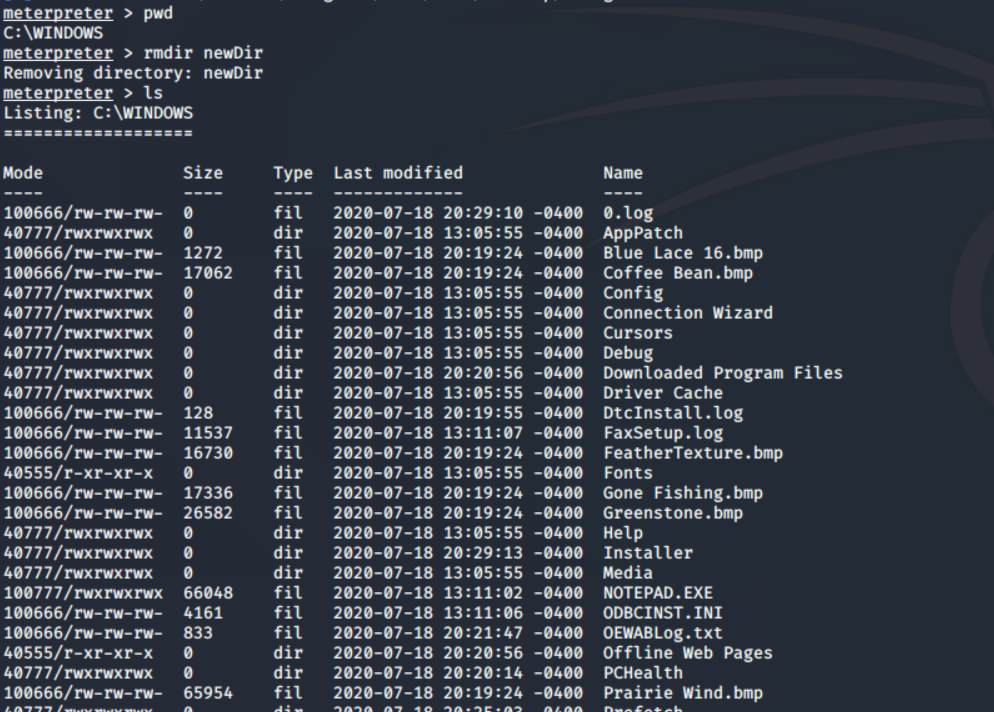 meterpreter > pwd
C:\WINDOWS
meterpreter > rmdir newDir
Removing directory: newDir
meterpreter > ls
Listing: C:\WINDOWS
===================
Mode Size Type Last modified Name
---- ---- ---- ------------- ----
100666/rw-rw-rw- 0 fil 2020-07-18 20:29:10 -0400 0.log
40777/rwxrwxrwx 0 dir 2020-07-18 13:05:55 -0400 AppPatch
100666/rw-rw-rw- 1272 fil 2020-07-18 20:19:24 -0400 Blue Lace 16.bmp
100666/rw-rw-rw- 17062 fil 2020-07-18 20:19:24 -0400 Coffee Bean.bmp
40777/rwxrwxrwx 0 dir 2020-07-18 13:05:55 -0400 Config
40777/rwxrwxrwx 0 dir 2020-07-18 13:05:55 -0400 Connection Wizard
40777/rwxrwxrwx 0 dir 2020-07-18 13:05:55 -0400 Cursors
40777/rwxrwxrwx 0 dir 2020-07-18 13:05:55 -0400 Debug
40777/rwxrwxrwx 0 dir 2020-07-18 20:20:56 -0400 Downloaded Program Files
40777/rwxrwxrwx 0 dir 2020-07-18 13:05:55 -0400 Driver Cache
100666/rw-rw-rw- 128 fil 2020-07-18 20:19:55 -0400 DtcInstall.log
100666/rw-rw-rw- 11537 fil 2020-07-18 13:11:07 -0400 FaxSetup.log
100666/rw-rw-rw- 16730 fil 2020-07-18 20:19:24 -0400 FeatherTexture.bmp
40555/r-xr-xr-x 0 dir 2020-07-18 13:05:55 -0400 Fonts
100666/rw-rw-rw- 17336 fil 2020-07-18 20:19:24 -0400 Gone Fishing.bmp
100666/rw-rw-rw- 26582 fil 2020-07-18 20:19:24 -0400 Greenstone.bmp
40777/rwxrwxrwx 0 dir 2020-07-18 13:05:55 -0400 Help
40777/rwxrwxrwx 0 dir 2020-07-18 20:29:13 -0400 Installer
40777/rwxrwxrwx 0 dir 2020-07-18 13:05:55 -0400 Media
100777/rwxrwxrwx 66048 fil 2020-07-18 13:11:02 -0400 NOTEPAD.EXE
100666/rw-rw-rw- 4161 fil 2020-07-18 13:11:06 -0400 ODBCINST.INI
100666/rw-rw-rw- 833 fil 2020-07-18 20:21:47 -0400 OEWABLog.txt
40555/r-xr-xr-x 0 dir 2020-07-18 20:20:56 -0400 Offline Web Pages
40777/rwxrwxrwx 0 dir 2020-07-18 20:20:14 -0400 PCHealth
100666/rw-rw-rw- 65954 fil 2020-07-18 20:19:24 -0400 Prairie Wind.bmp
40777/rwxrwxrwx 0 dir 2020-07-18 20:25:03 -0400 Prefetch